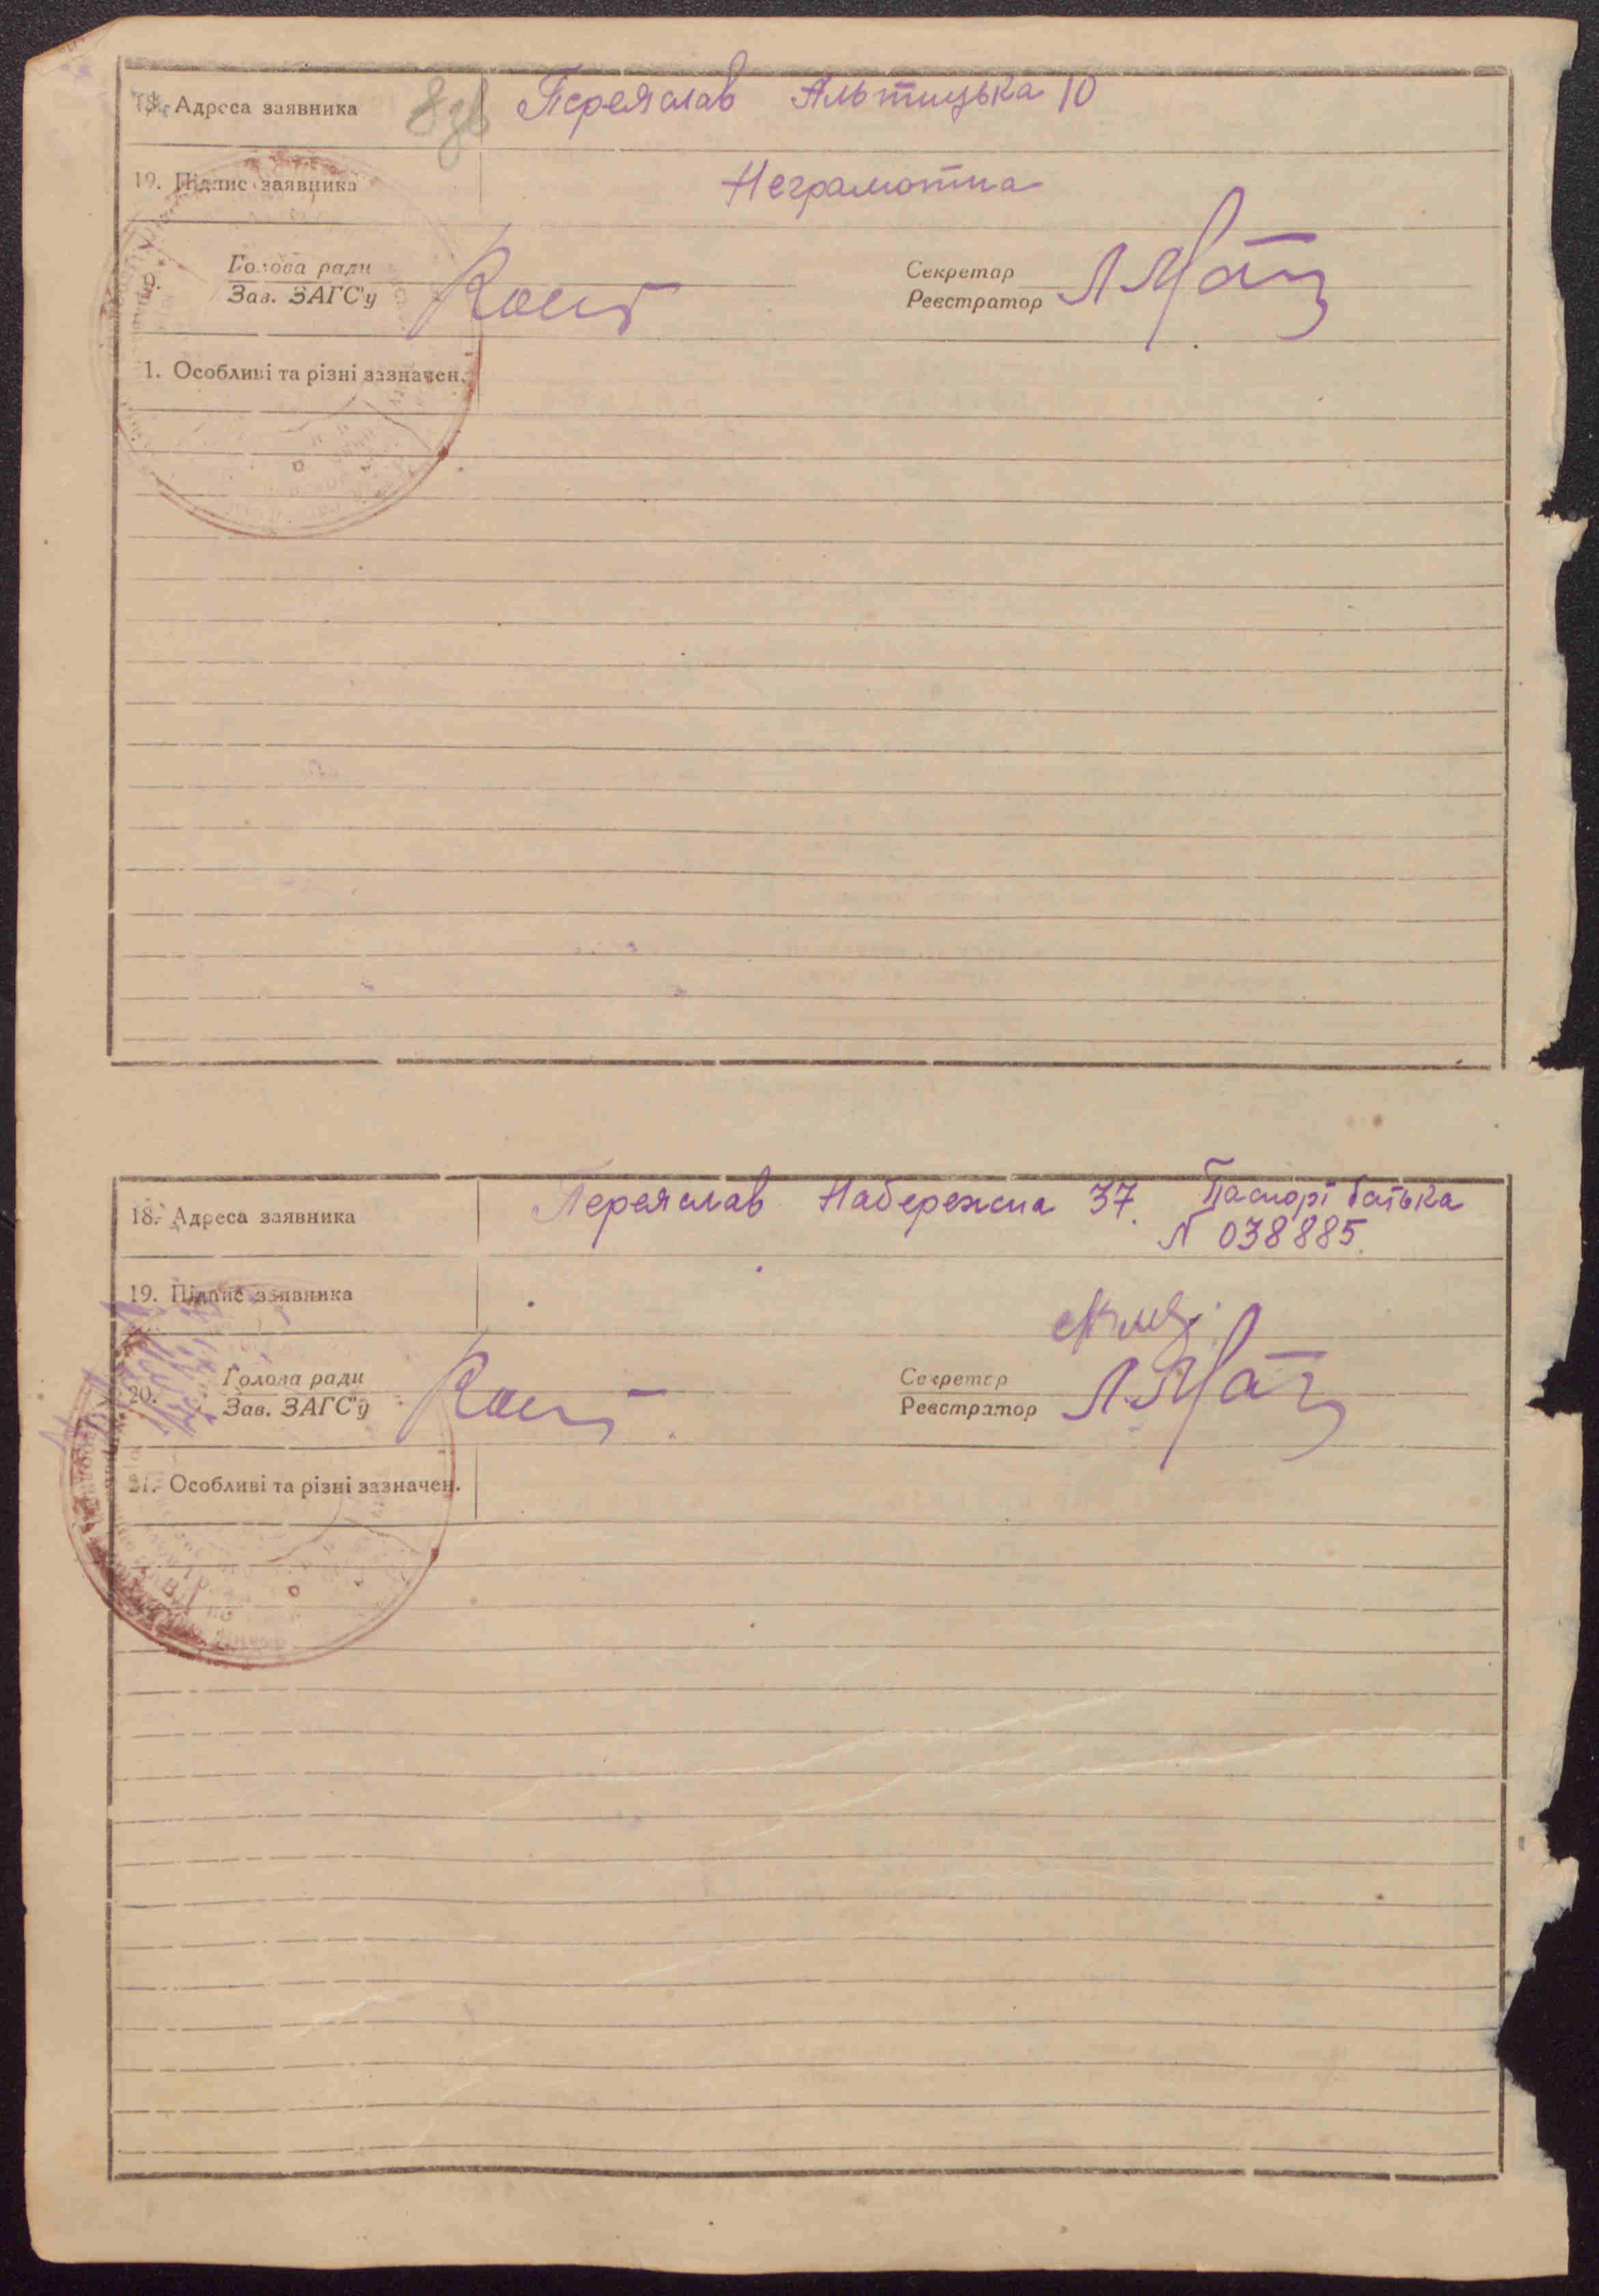 18. Адреса заявника Переяслав Альтицька 10
19. Підпис заявника Неграмотна
Голова ради Секретар
Зав. ЗАГС'у Реєстратор
1. Особливі та різні зазначен.
18. Адреса заявника Переяслав Набережна 37. Паспорт батька
N 038885.
19. Підпис заявника
20. Голова ради Секретар
Зав. ЗАГС'у Реєстратор
21. Особливі та різні зазначен.